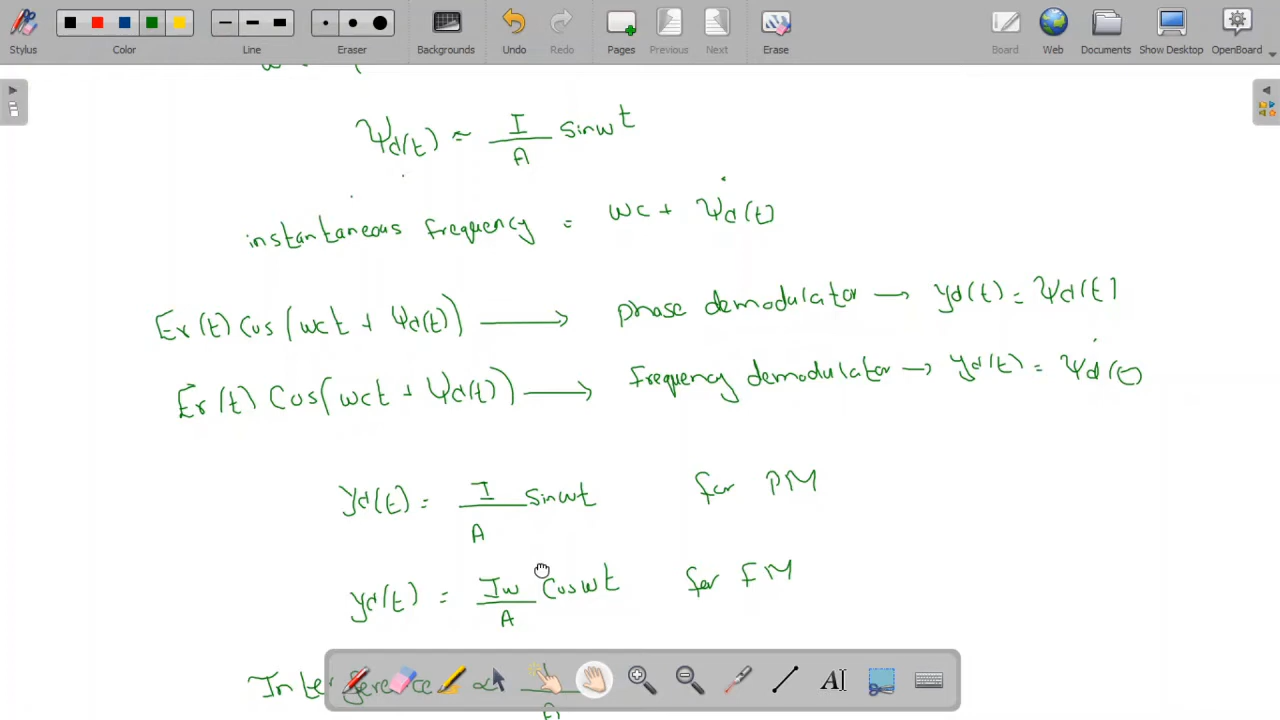 Stylus Color Line Eraser Backgrounds Undo Redo Pages Previous Next Erase Board Web Documents Show Desktop OpenBoard
Ψd(t) ≈ I/A sinωt
instantaneous frequency = ωc + Ψ̇d(t)
Er(t) Cos(ωct + Ψd(t)) ⟶ phase demodulator → yd(t) = Ψd(t)
Er(t) Cos(ωct + Ψd(t)) ⟶ Frequency demodulator → yd(t) = Ψ̇d(t)
yd(t) = I/A sinωt for PM
yd(t) = Iω/A Cosωt for FM
Interference ∝
A